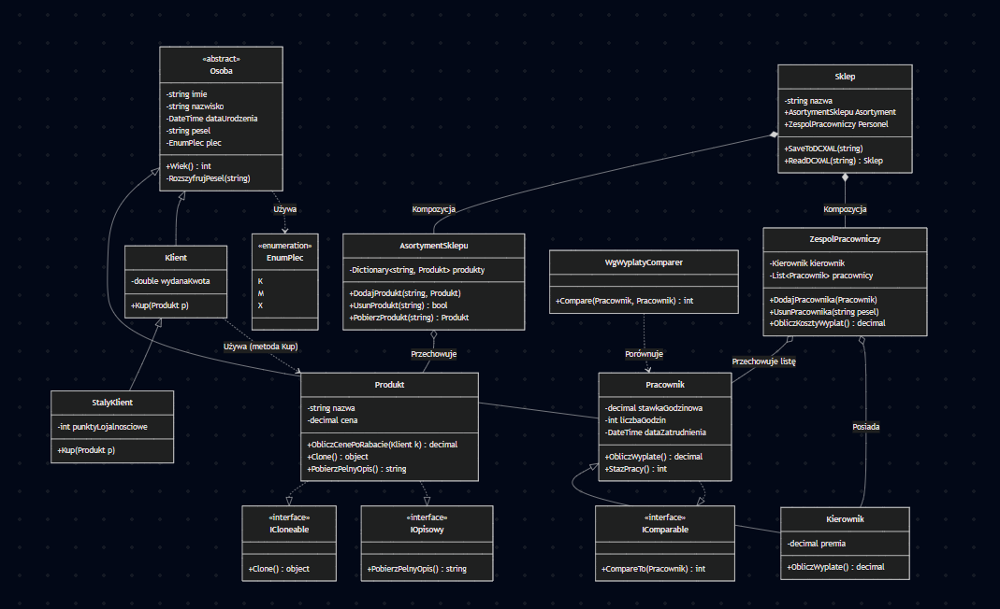 «abstract»
Osoba
-string imie
-string nazwisko
-DateTime dataUrodzenia
-string pesel
-EnumPlec plec
+Wiek() : int
-RozszyfrujPesel(string)
Sklep
-string nazwa
+AsortymentSklepu Asortyment
+ZespolPracowniczy Personel
+SaveToDCXML(string)
+ReadDCXML(string) : Sklep
Używa
Kompozycja
Kompozycja
Klient
-double wydanaKwota
+Kup(Produkt p)
«enumeration»
EnumPlec
K
M
X
AsortymentSklepu
-Dictionary<string, Produkt> produkty
+DodajProdukt(string, Produkt)
+UsunProdukt(string) : bool
+PobierzProdukt(string) : Produkt
WgWyplatyComparer
+Compare(Pracownik, Pracownik) : int
ZespolPracowniczy
-Kierownik kierownik
-List<Pracownik> pracownicy
+DodajPracownika(Pracownik)
+UsunPracownika(string pesel)
+ObliczKosztyWyplat() : decimal
Używa (metoda Kup)
Przechowuje
Porównuje
Przechowuje listę
StalyKlient
-int punktyLojalnosciowe
+Kup(Produkt p)
Produkt
-string nazwa
-decimal cena
+ObliczCenePoRabacie(Klient k) : decimal
+Clone() : object
+PobierzPelnyOpis() : string
Pracownik
-decimal stawkaGodzinowa
-int liczbaGodzin
-DateTime dataZatrudnienia
+ObliczWyplate() : decimal
+StazPracy() : int
Posiada
«interface»
ICloneable
+Clone() : object
«interface»
IOpisowy
+PobierzPelnyOpis() : string
«interface»
IComparable
+CompareTo(Pracownik) : int
Kierownik
-decimal premia
+ObliczWyplate() : decimal